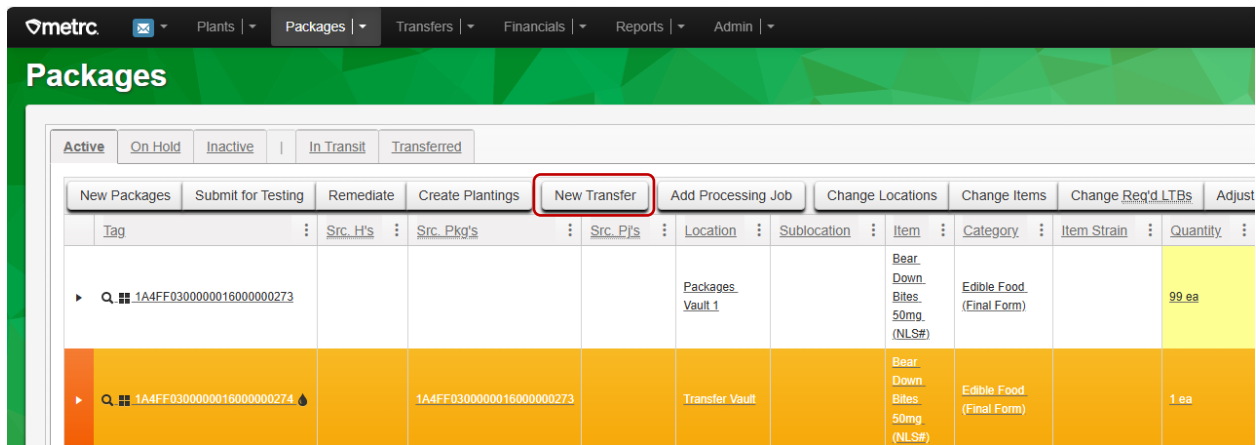 metrc.
Plants Packages Transfers Financials Reports Admin
Packages
Active On Hold Inactive | In Transit Transferred
New Packages Submit for Testing Remediate Create Plantings New Transfer Add Processing Job Change Locations Change Items Change Req'd LTBs Adjust
Tag Src. H's Src. Pkg's Src. Pj's Location Sublocation Item Category Item Strain Quantity
1A4FF0300000016000000273
Packages
Vault 1
Bear
Down
Bites
50mg
(NLS#)
Edible Food
(Final Form)
99 ea
1A4FF0300000016000000274
1A4FF0300000016000000273
Transfer Vault
Bear
Down
Bites
50mg
(NLS#)
Edible Food
(Final Form)
1 ea